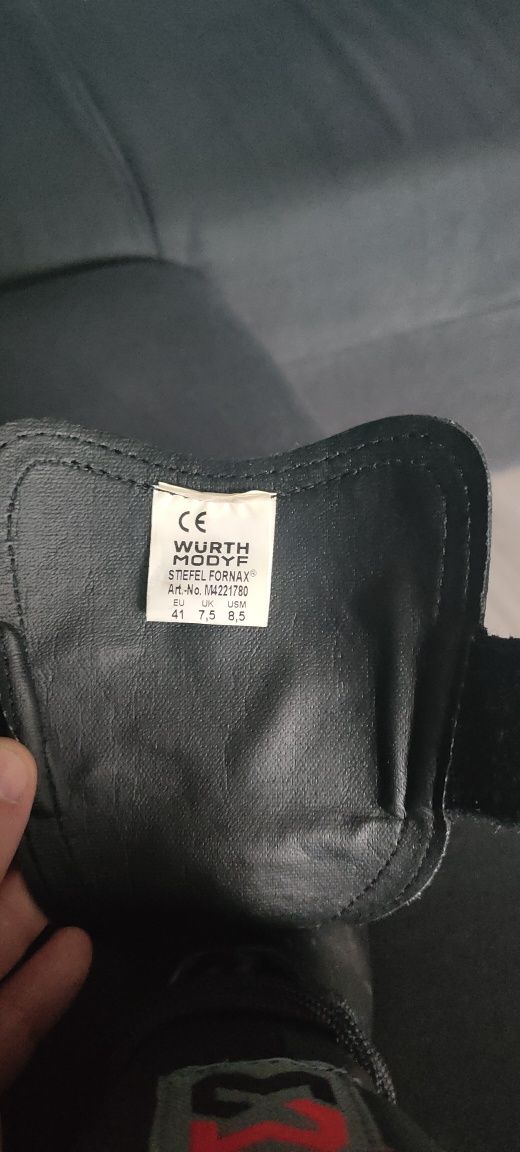 CE
WÜRTH
MODYF
STIEFEL FORNAX®
Art.-No. M4221780
EU UK USM
41 7,5 8,5